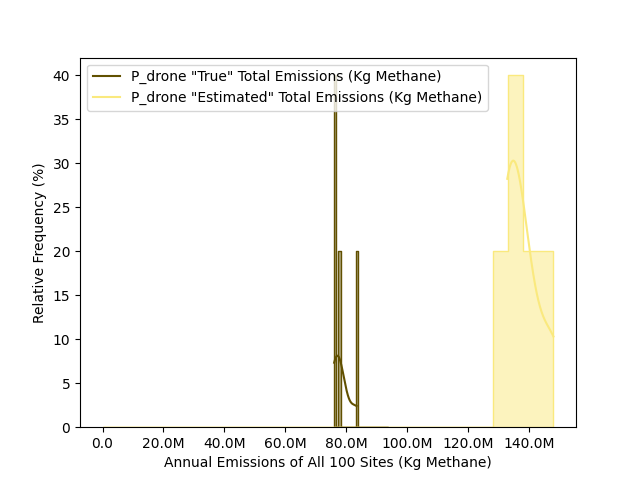 P_drone "True" Total Emissions (Kg Methane)
P_drone "Estimated" Total Emissions (Kg Methane)
40
35
30
25
20
15
10
5
0
Relative Frequency (%)
0.0 20.0M 40.0M 60.0M 80.0M 100.0M 120.0M 140.0M
Annual Emissions of All 100 Sites (Kg Methane)